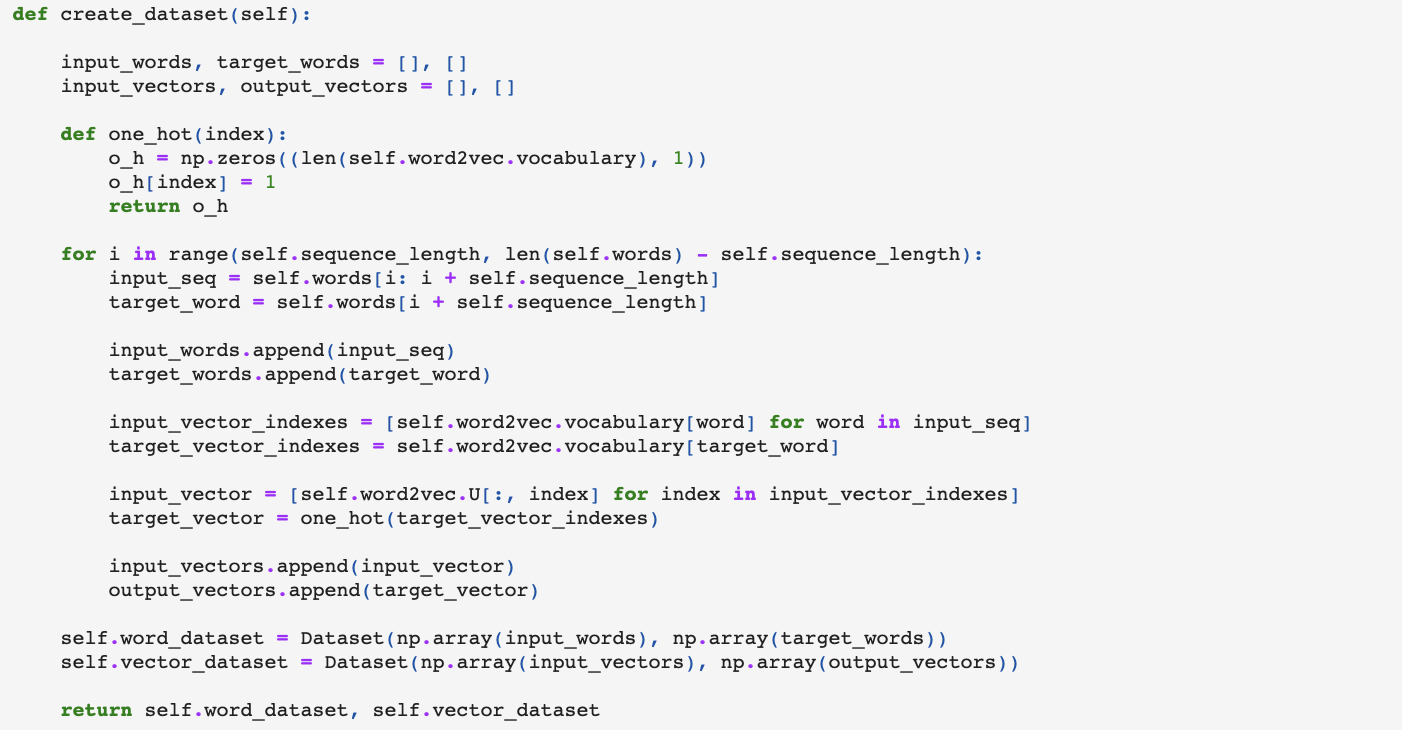 def create_dataset(self):
input_words, target_words = [], []
input_vectors, output_vectors = [], []
def one_hot(index):
o_h = np.zeros((len(self.word2vec.vocabulary), 1))
o_h[index] = 1
return o_h
for i in range(self.sequence_length, len(self.words) - self.sequence_length):
input_seq = self.words[i: i + self.sequence_length]
target_word = self.words[i + self.sequence_length]
input_words.append(input_seq)
target_words.append(target_word)
input_vector_indexes = [self.word2vec.vocabulary[word] for word in input_seq]
target_vector_indexes = self.word2vec.vocabulary[target_word]
input_vector = [self.word2vec.U[:, index] for index in input_vector_indexes]
target_vector = one_hot(target_vector_indexes)
input_vectors.append(input_vector)
output_vectors.append(target_vector)
self.word_dataset = Dataset(np.array(input_words), np.array(target_words))
self.vector_dataset = Dataset(np.array(input_vectors), np.array(output_vectors))
return self.word_dataset, self.vector_dataset